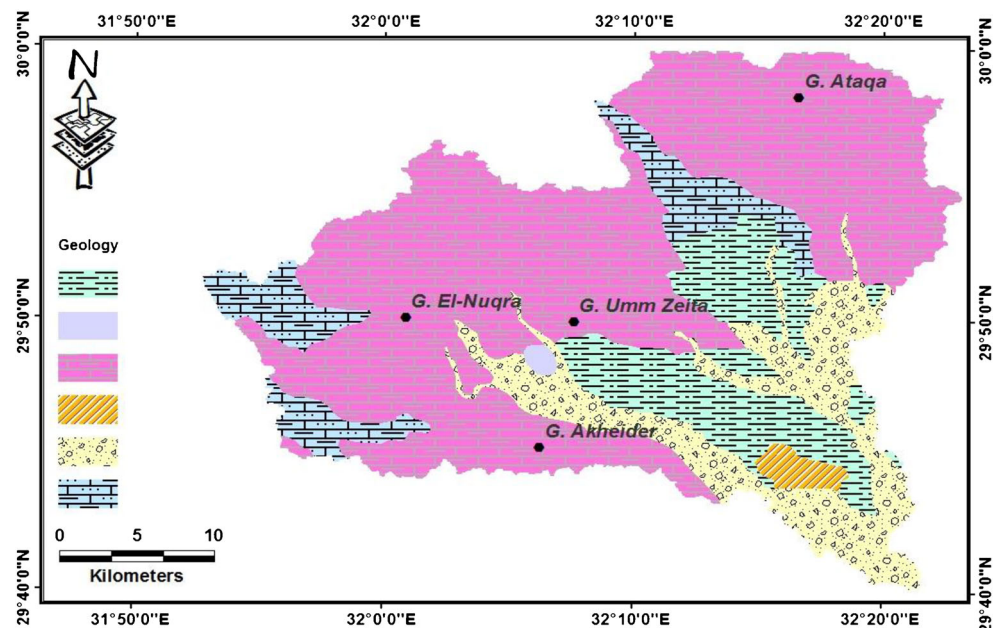 31°50'0"E 32°0'0"E 32°10'0"E 32°20'0"E
30°0'0"N
30°0'0"N
N
G. Ataqa
Geology
G. El-Nuqra
G. Umm Zeita
29°50'0"N
29°50'0"N
G. Akheider
0 5 10
Kilometers
29°40'0"N
29°40'0"N
31°50'0"E 32°0'0"E 32°10'0"E 32°20'0"E